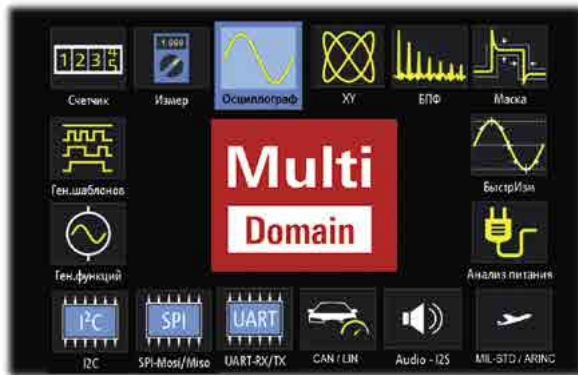 1234
5
1.000
Счетчик
Измер
Осциллограф
XY
БПФ
Маска
Ген.шаблонов
Multi
Domain
БыстрИзм
Ген.функций
Анализ питания
I²C
SPI
UART
I2C
SPI-Mosi/Miso
UART-RX/TX
CAN / LIN
Audio - I2S
MIL-STD / ARINC